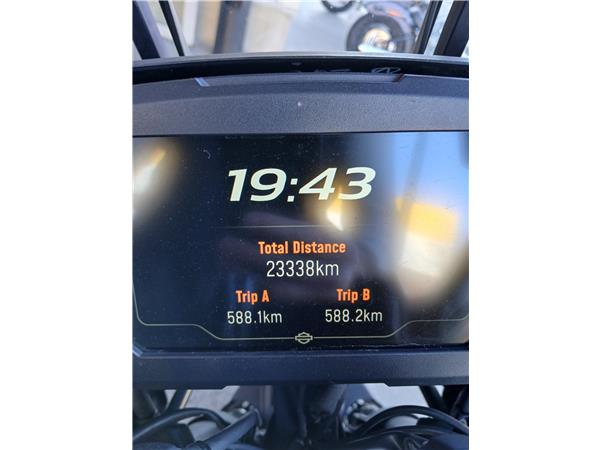 19:43
Total Distance
23338km
Trip A Trip B
588.1km 588.2km